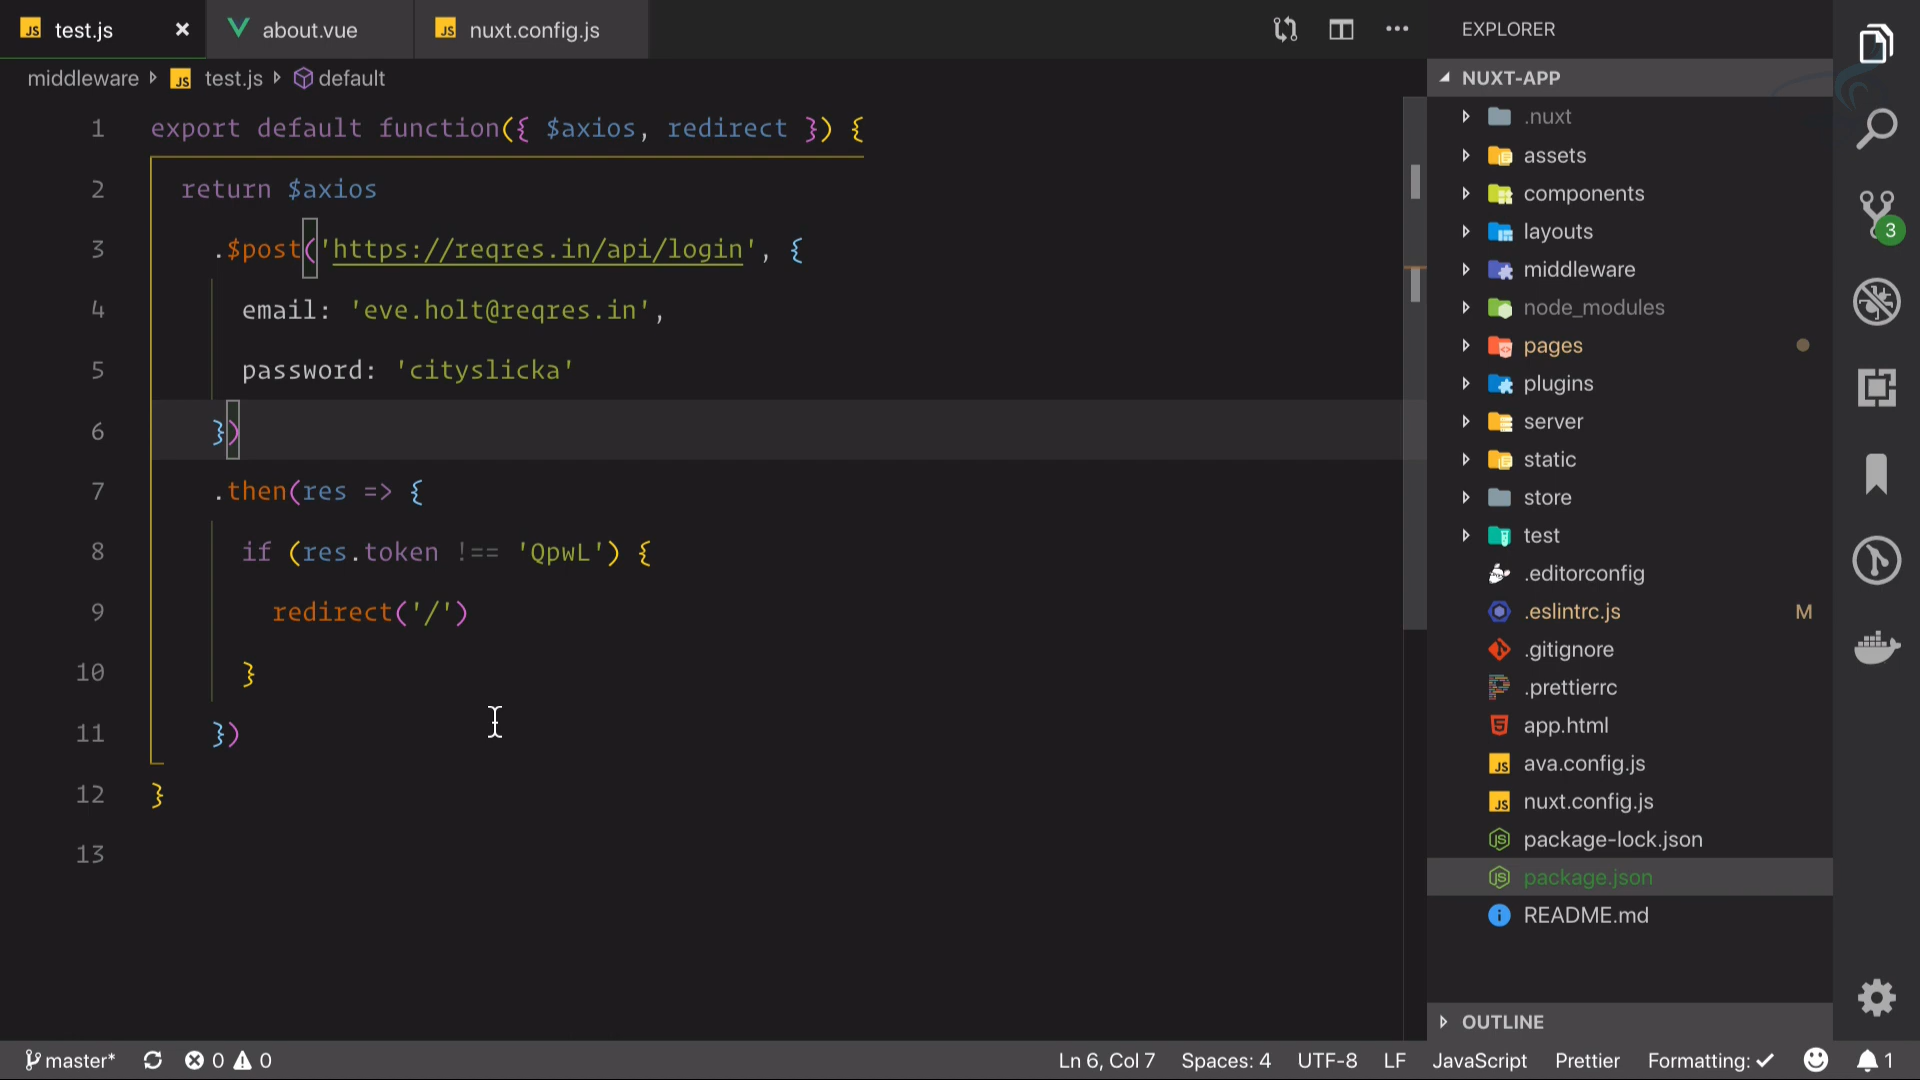 test.js
about.vue
nuxt.config.js
middleware
test.js
default
1 export default function({ $axios, redirect }) {
2 return $axios
3 .$post('https://reqres.in/api/login', {
4 email: 'eve.holt@reqres.in',
5 password: 'cityslicka'
6 })
7 .then(res => {
8 if (res.token !== 'QpwL') {
9 redirect('/')
10 }
11 })
12 }
13
EXPLORER
NUXT-APP
.nuxt
assets
components
layouts
middleware
node_modules
pages
plugins
server
static
store
test
.editorconfig
.eslintrc.js M
.gitignore
.prettierrc
app.html
ava.config.js
nuxt.config.js
package-lock.json
package.json
README.md
OUTLINE
3
master* 0 0 Ln 6, Col 7 Spaces: 4 UTF-8 LF JavaScript Prettier Formatting: ✓ 1